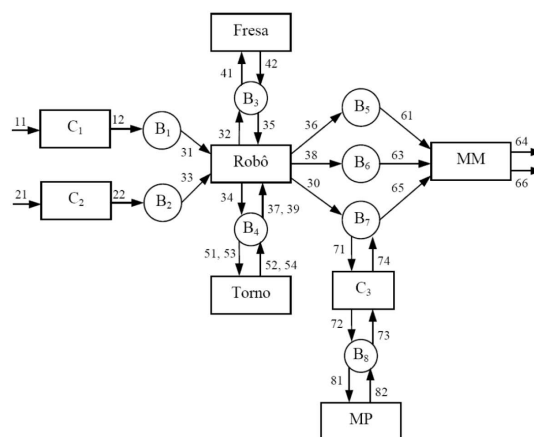 Fresa
41 42
B3
11 C1 12 B1 32 35 36 B5 61
31 64
Robô 38 B6 63 MM
33 66
21 C2 22 B2 34 37, 39 30 65
B4 B7
51, 53 52, 54 71 74
Torno C3
72 73
B8
81 82
MP